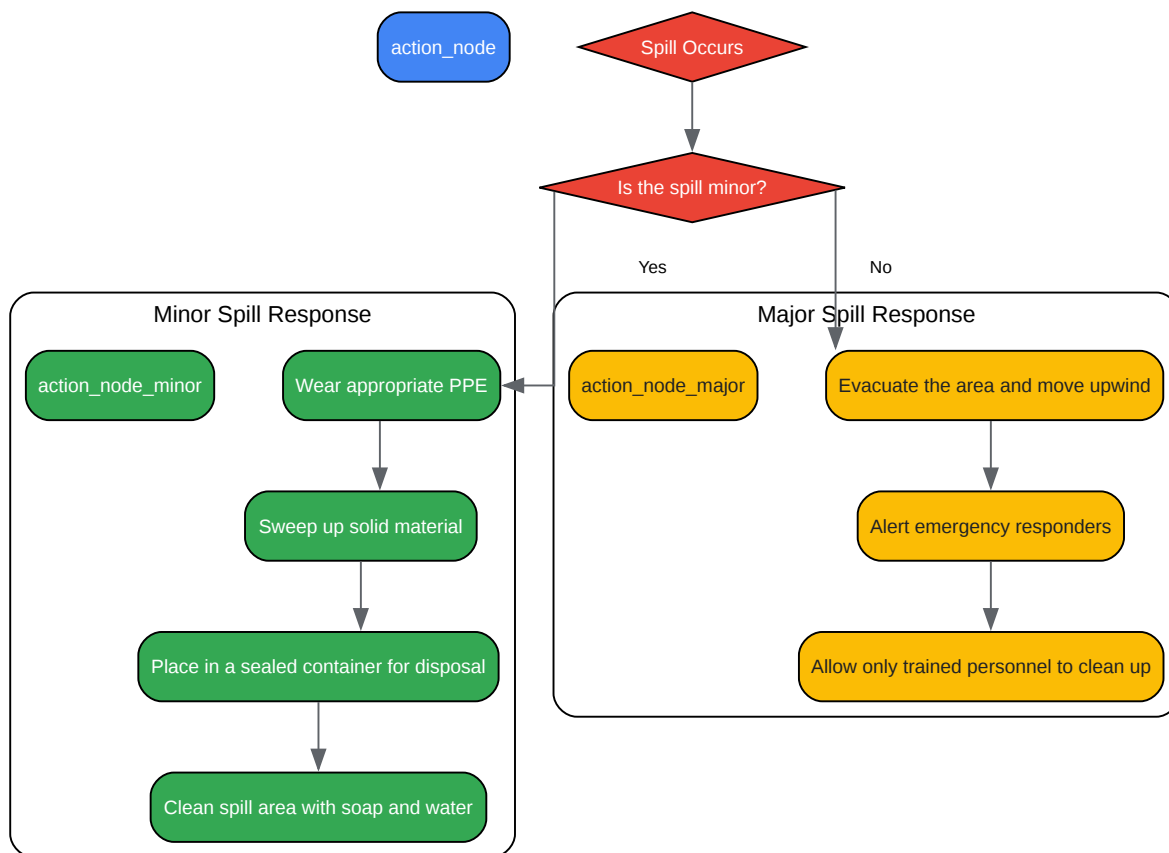 action_node
Spill Occurs
Is the spill minor?
Yes
No
Minor Spill Response
action_node_minor
Wear appropriate PPE
Sweep up solid material
Place in a sealed container for disposal
Clean spill area with soap and water
Major Spill Response
action_node_major
Evacuate the area and move upwind
Alert emergency responders
Allow only trained personnel to clean up